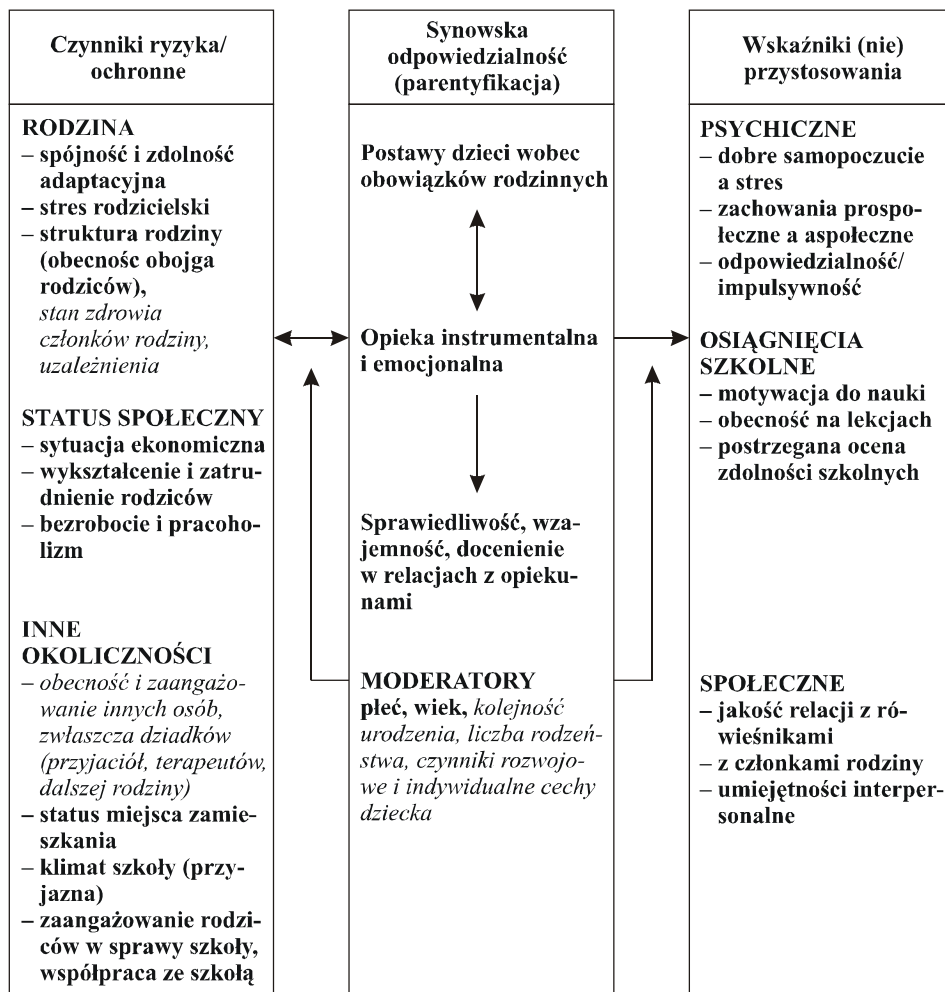 Czynniki ryzyka/
ochronne
RODZINA
– spójność i zdolność
adaptacyjna
– stres rodzicielski
– struktura rodziny
(obecnośc obojga
rodziców),
stan zdrowia
członków rodziny,
uzależnienia
STATUS SPOŁECZNY
– sytuacja ekonomiczna
– wykształcenie i zatru-
dnienie rodziców
– bezrobocie i pracoho-
lizm
INNE
OKOLICZNOŚCI
– obecność i zaangażo-
wanie innych osób,
zwłaszcza dziadków
(przyjaciół, terapeutów,
dalszej rodziny)
– status miejsca zamie-
szkania
– klimat szkoły (przy-
jazna)
– zaangażowanie rodzi-
ców w sprawy szkoły,
współpraca ze szkołą
Synowska
odpowiedzialność
(parentyfikacja)
Postawy dzieci wobec
obowiązków rodzinnych
Opieka instrumentalna
i emocjonalna
Sprawiedliwość, wza-
jemność, docenienie
w relacjach z opieku-
nami
MODERATORY
płeć, wiek, kolejność
urodzenia, liczba rodzeń-
stwa, czynniki rozwojo-
we i indywidualne cechy
dziecka
Wskaźniki (nie)
przystosowania
PSYCHICZNE
– dobre samopoczucie
a stres
– zachowania prospo-
łeczne a aspołeczne
– odpowiedzialność/
impulsywność
OSIĄGNIĘCIA
SZKOLNE
– motywacja do nauki
– obecność na lekcjach
– postrzegana ocena
zdolności szkolnych
SPOŁECZNE
– jakość relacji z ró-
wieśnikami
– z członkami rodziny
– umiejętności interper-
sonalne